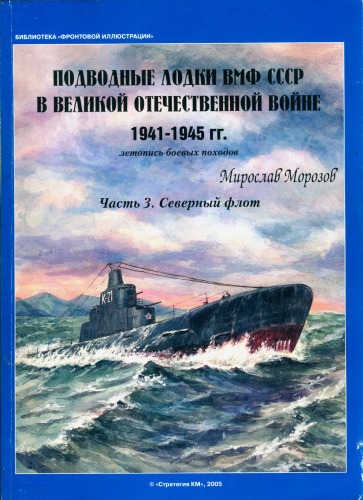 БИБЛИОТЕКА «ФРОНТОВОЙ ИЛЛЮСТРАЦИИ»
ПОДВОДНЫЕ ЛОДКИ ВМФ СССР
В ВЕЛИКОЙ ОТЕЧЕСТВЕННОЙ ВОЙНЕ
1941-1945 гг.
летопись боевых походов
Мирослав Морозов
Часть 3. Северный флот
К-21
© «Стратегия КМ», 2005